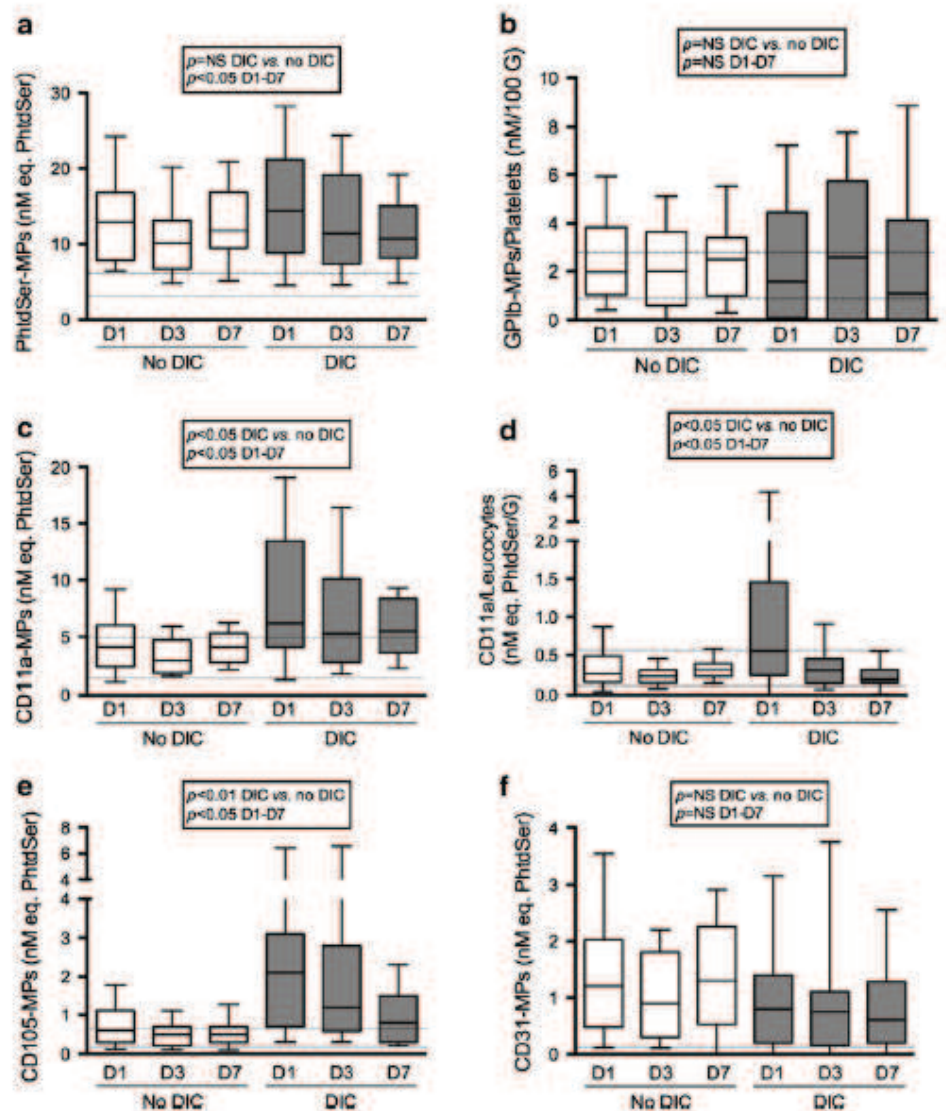 a
p=NS DIC vs. no DIC
p<0.05 D1-D7
PhtdSer-MPs (nM eq. PhtdSer)
30
20
10
0
D1 D3 D7 D1 D3 D7
No DIC DIC
b
p=NS DIC vs. no DIC
p=NS D1-D7
GPIb-MPs/Platelets (nM/100 G)
10
8
6
4
2
0
D1 D3 D7 D1 D3 D7
No DIC DIC
c
p<0.05 DIC vs. no DIC
p<0.05 D1-D7
CD11a-MPs (nM eq. PhtdSer)
20
15
10
5
0
D1 D3 D7 D1 D3 D7
No DIC DIC
d
p<0.05 DIC vs. no DIC
p<0.05 D1-D7
CD11a/Leucocytes
(nM eq. PhtdSer/G)
6
4
2
2.0
1.5
1.0
0.5
0.0
D1 D3 D7 D1 D3 D7
No DIC DIC
e
p<0.01 DIC vs. no DIC
p<0.05 D1-D7
CD105-MPs (nM eq. PhtdSer)
8
6
4
4
3
2
1
0
D1 D3 D7 D1 D3 D7
No DIC DIC
f
p=NS DIC vs. no DIC
p=NS D1-D7
CD31-MPs (nM eq. PhtdSer)
4
3
2
1
0
D1 D3 D7 D1 D3 D7
No DIC DIC